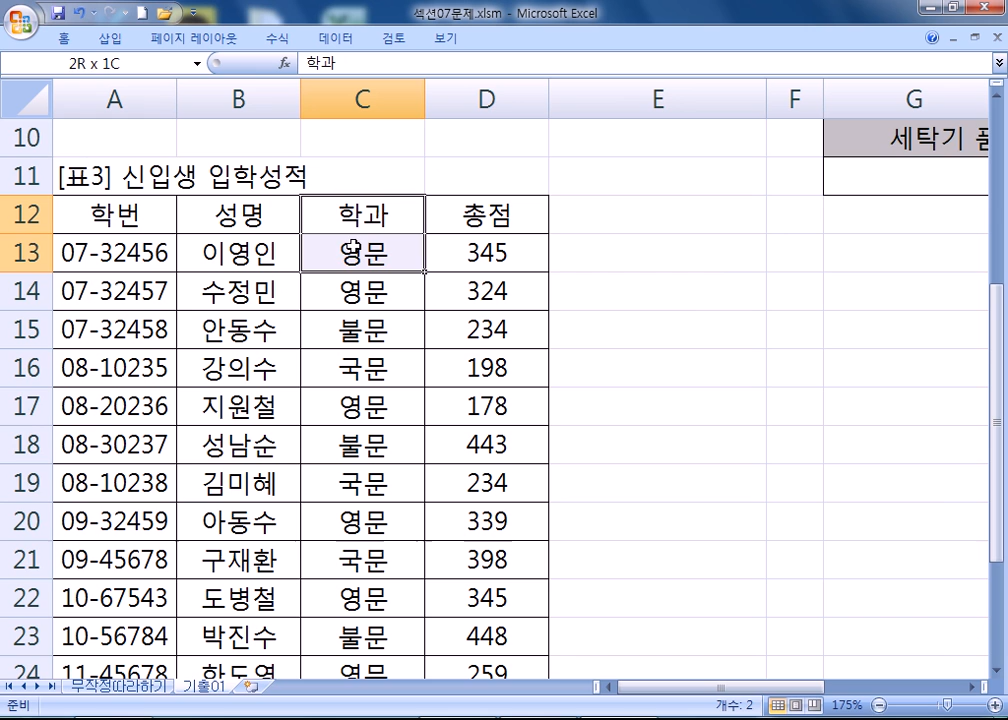 섹션07문제.xlsm - Microsoft Excel
홈 삽입 페이지 레이아웃 수식 데이터 검토 보기
2R x 1C fx 학과
A B C D E F G
10 세탁기
11 [표3] 신입생 입학성적
12 학번 성명 학과 총점
13 07-32456 이영인 영문 345
14 07-32457 수정민 영문 324
15 07-32458 안동수 불문 234
16 08-10235 강의수 국문 198
17 08-20236 지원철 영문 178
18 08-30237 성남순 불문 443
19 08-10238 김미혜 국문 234
20 09-32459 아동수 영문 339
21 09-45678 구재환 국문 398
22 10-67543 도병철 영문 345
23 10-56784 박진수 불문 448
24 11-45678 한도영 영문 259
무작정따라하기 기출01
준비 개수: 2 175%